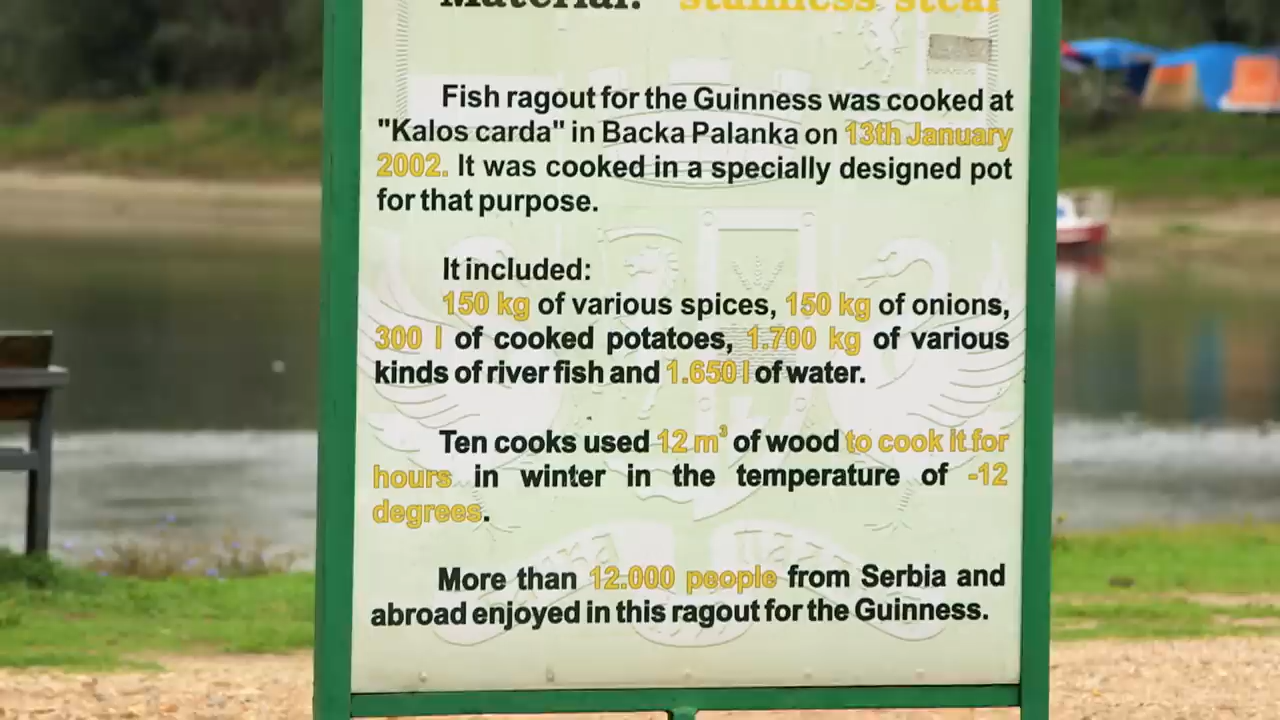 Material: stainless steal
Fish ragout for the Guinness was cooked at
"Kalos carda" in Backa Palanka on 13th January
2002. It was cooked in a specially designed pot
for that purpose.
It included:
150 kg of various spices, 150 kg of onions,
300 l of cooked potatoes, 1.700 kg of various
kinds of river fish and 1.650 l of water.
Ten cooks used 12 m³ of wood to cook it for
hours in winter in the temperature of -12
degrees.
More than 12.000 people from Serbia and
abroad enjoyed in this ragout for the Guinness.